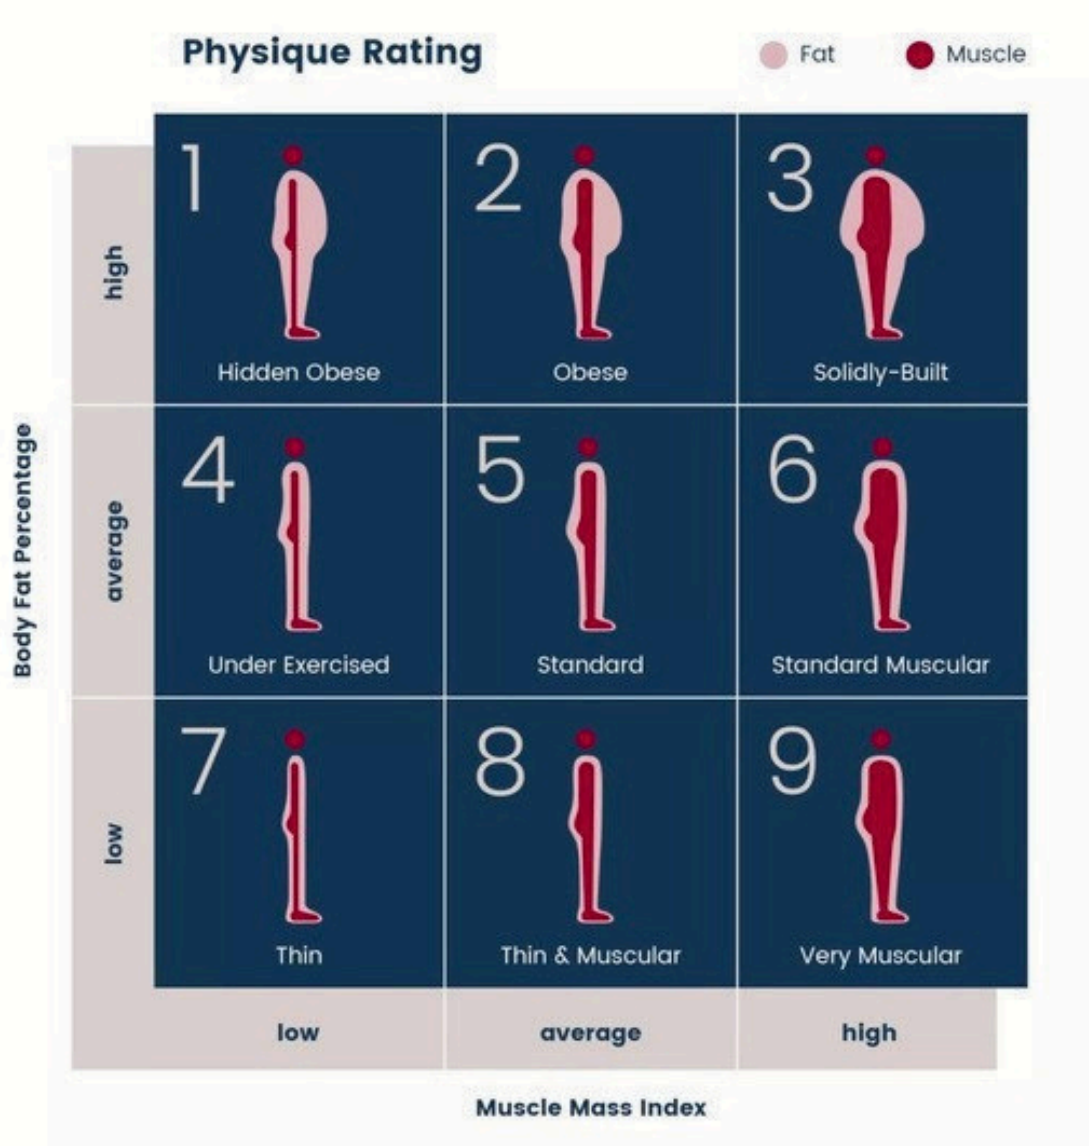 Physique Rating
Fat
Muscle
Body Fat Percentage
high
1
Hidden Obese
2
Obese
3
Solidly-Built
average
4
Under Exercised
5
Standard
6
Standard Muscular
low
7
Thin
8
Thin & Muscular
9
Very Muscular
low
average
high
Muscle Mass Index